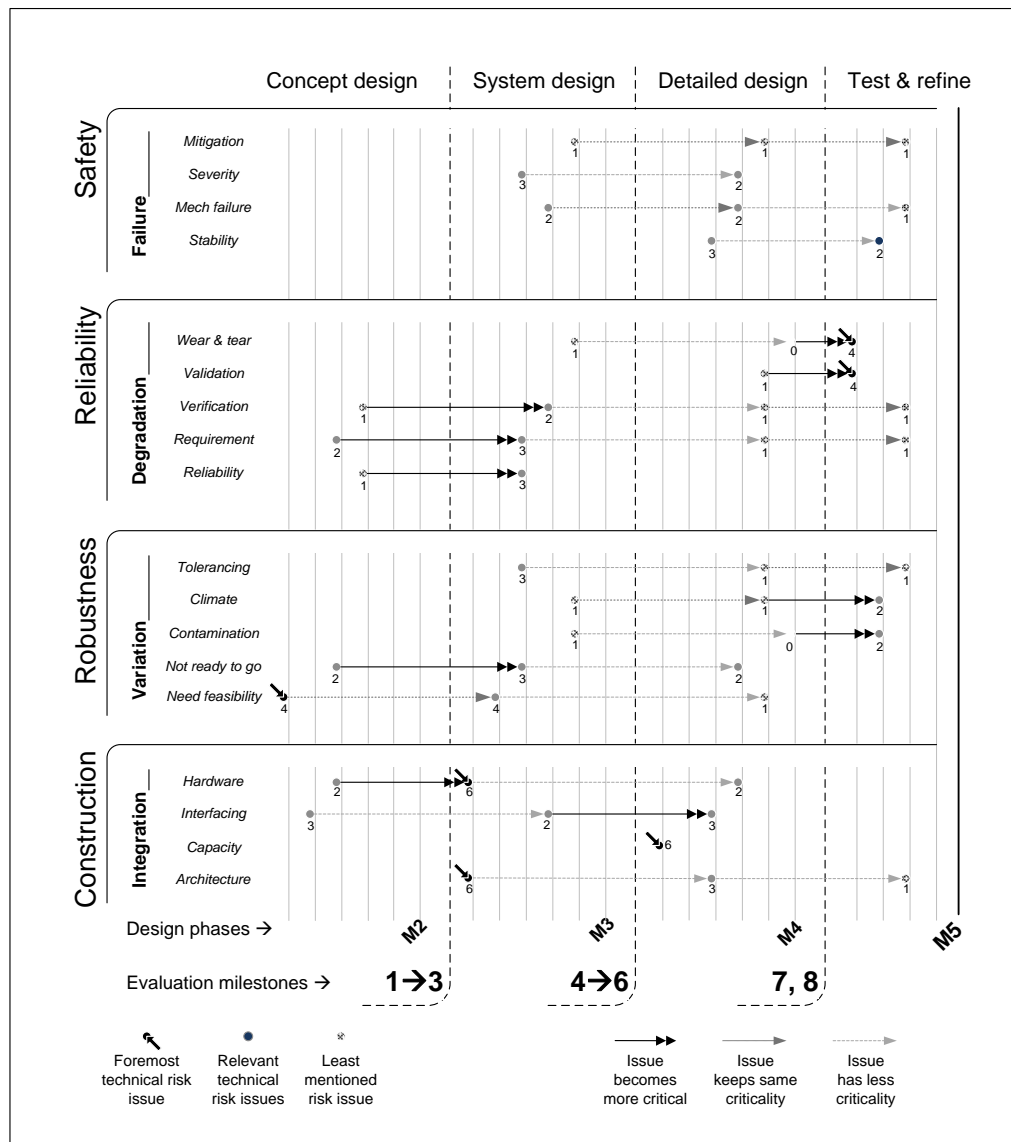 Concept design System design Detailed design Test & refine
Safety
Failure
Mitigation
1 1 1
Severity
3 2
Mech failure
2 2 1
Stability
3 2
Reliability
Degradation
Wear & tear
1 0 4
Validation
1 4
Verification
1 2 1 1
Requirement
2 3 1 1
Reliability
1 3
Robustness
Variation
Tolerancing
3 1 1
Climate
1 1 2
Contamination
1 0 2
Not ready to go
2 3 2
Need feasibility
4 4 1
Construction
Integration
Hardware
2 6 2
Interfacing
3 2 3
Capacity
6
Architecture
6 3 1
Design phases → M2 M3 M4 M5
Evaluation milestones → 1→3 4→6 7, 8
Foremost
technical risk
issue
Relevant
technical
risk issues
Least
mentioned
risk issue
Issue
becomes
more critical
Issue
keeps same
criticality
Issue
has less
criticality